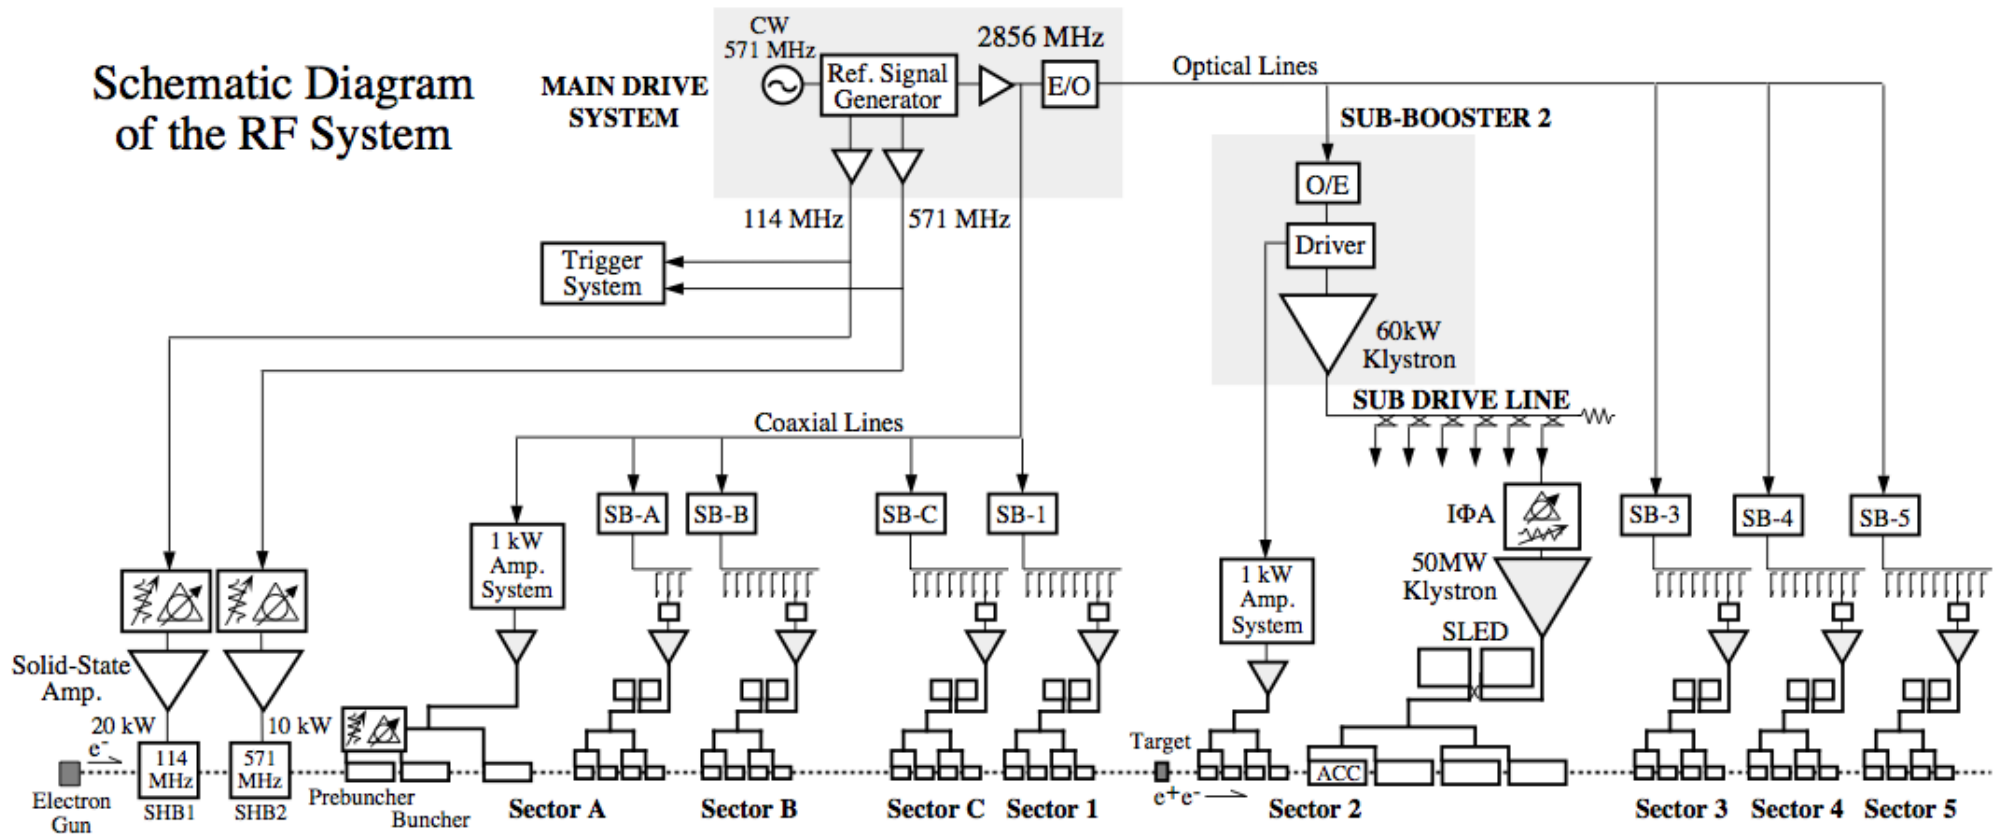 Schematic Diagram
of the RF System
MAIN DRIVE
SYSTEM
CW
571 MHz
Ref. Signal
Generator
2856 MHz
E/O
Optical Lines
SUB-BOOSTER 2
O/E
Driver
60kW
Klystron
SUB DRIVE LINE
114 MHz
571 MHz
Trigger
System
Coaxial Lines
1 kW
Amp.
System
SB-A
SB-B
SB-C
SB-1
1 kW
Amp.
System
IΦA
50MW
Klystron
SLED
SB-3
SB-4
SB-5
Solid-State
Amp.
20 kW
10 kW
e-
114
MHz
571
MHz
Electron
Gun
SHB1
SHB2
Prebuncher
Buncher
Sector A
Sector B
Sector C
Sector 1
Target
e+e-
ACC
Sector 2
Sector 3
Sector 4
Sector 5